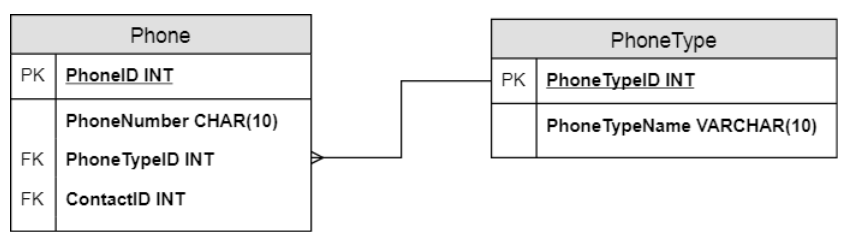 Phone
PK PhoneID INT
PhoneNumber CHAR(10)
FK PhoneTypeID INT
FK ContactID INT
PhoneType
PK PhoneTypeID INT
PhoneTypeName VARCHAR(10)